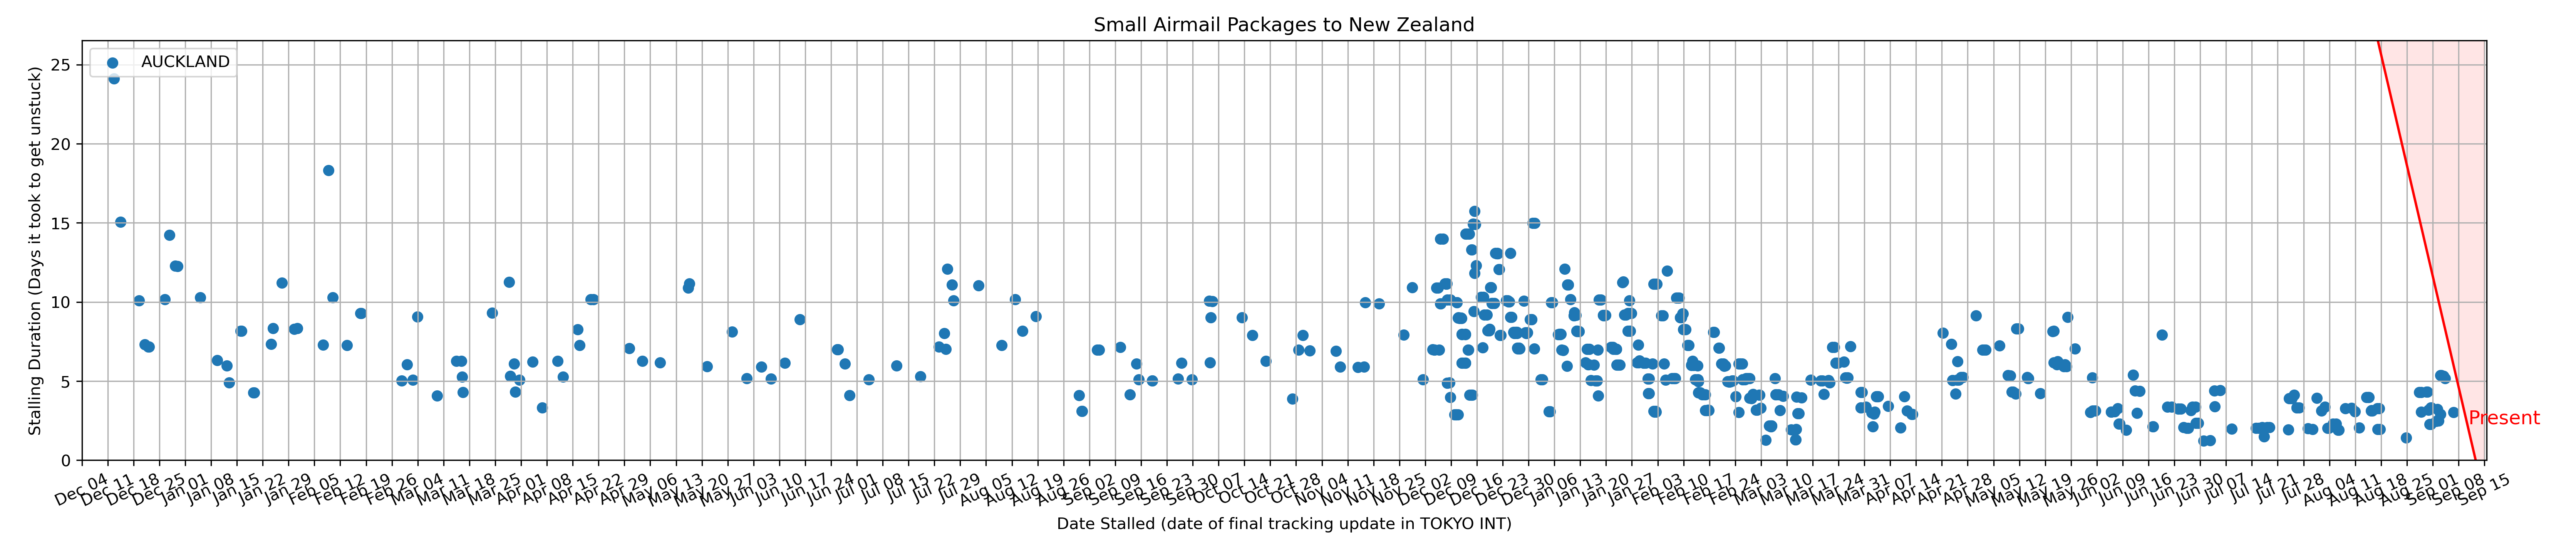 Small Airmail Packages to New Zealand
AUCKLAND
Stalling Duration (Days it took to get unstuck)
25
20
15
10
5
0
Present
Dec 04 Dec 11 Dec 18 Dec 25 Jan 01 Jan 08 Jan 15 Jan 22 Jan 29 Feb 05 Feb 12 Feb 19 Feb 26 Mar 04 Mar 11 Mar 18 Mar 25 Apr 01 Apr 08 Apr 15 Apr 22 Apr 29 May 06 May 13 May 20 May 27 Jun 03 Jun 10 Jun 17 Jun 24 Jul 01 Jul 08 Jul 15 Jul 22 Jul 29 Aug 05 Aug 12 Aug 19 Aug 26 Sep 02 Sep 09 Sep 16 Sep 23 Sep 30 Oct 07 Oct 14 Oct 21 Oct 28 Nov 04 Nov 11 Nov 18 Nov 25 Dec 02 Dec 09 Dec 16 Dec 23 Dec 30 Jan 06 Jan 13 Jan 20 Jan 27 Feb 03 Feb 10 Feb 17 Feb 24 Mar 03 Mar 10 Mar 17 Mar 24 Mar 31 Apr 07 Apr 14 Apr 21 Apr 28 May 05 May 12 May 19 May 26 Jun 02 Jun 09 Jun 16 Jun 23 Jun 30 Jul 07 Jul 14 Jul 21 Jul 28 Aug 04 Aug 11 Aug 18 Aug 25 Sep 01 Sep 08 Sep 15
Date Stalled (date of final tracking update in TOKYO INT)